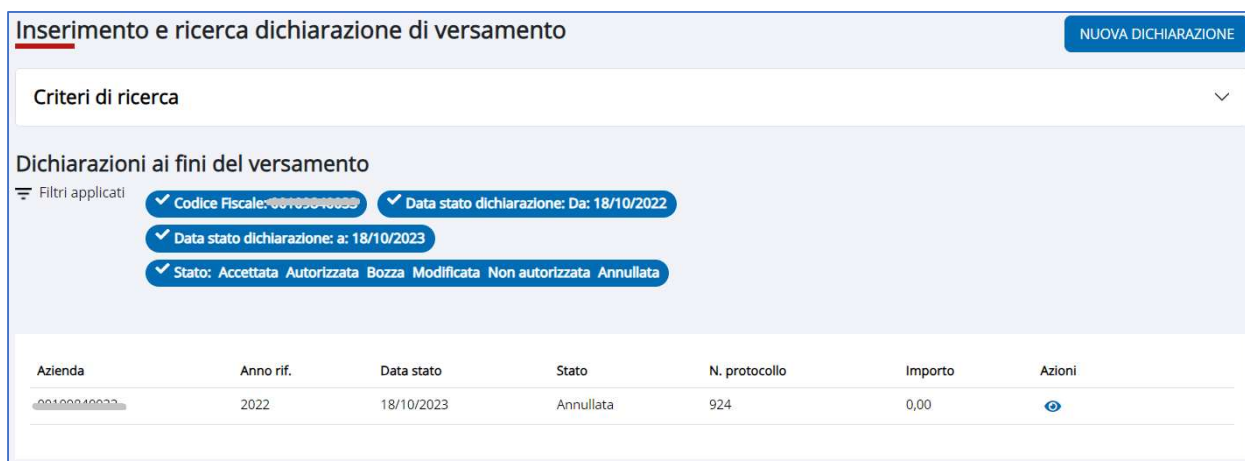 Inserimento e ricerca dichiarazione di versamento
NUOVA DICHIARAZIONE
Criteri di ricerca
Dichiarazioni ai fini del versamento
Filtri applicati
Codice Fiscale:
Data stato dichiarazione: Da: 18/10/2022
Data stato dichiarazione: a: 18/10/2023
Stato: Accettata Autorizzata Bozza Modificata Non autorizzata Annullata
Azienda Anno rif. Data stato Stato N. protocollo Importo Azioni
2022 18/10/2023 Annullata 924 0,00